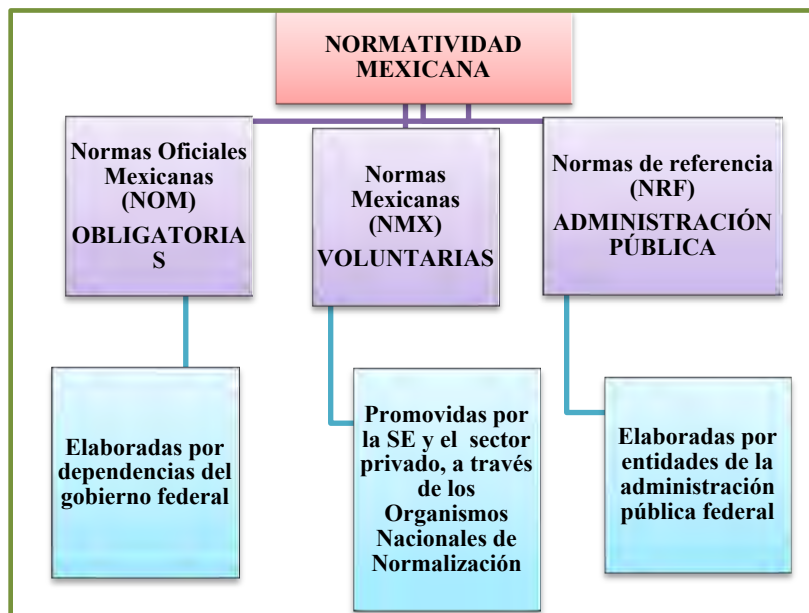 NORMATIVIDAD
MEXICANA
Normas Oficiales
Mexicanas
(NOM)
OBLIGATORIA
S
Normas
Mexicanas
(NMX)
VOLUNTARIAS
Normas de referencia
(NRF)
ADMINISTRACIÓN
PÚBLICA
Elaboradas por
dependencias del
gobierno federal
Promovidas por
la SE y el sector
privado, a través
de los
Organismos
Nacionales de
Normalización
Elaboradas por
entidades de la
administración
pública federal